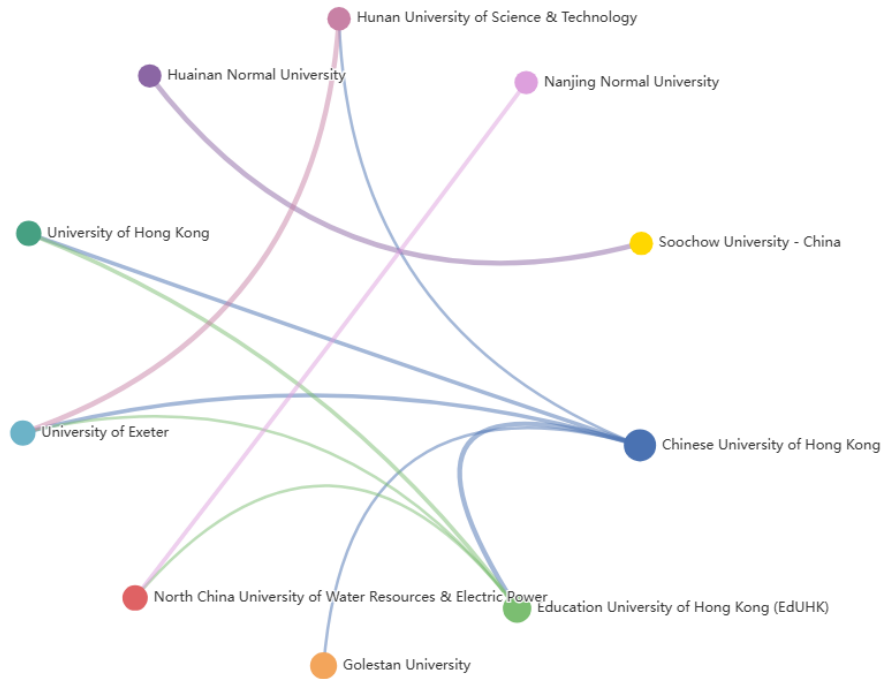 Hunan University of Science & Technology
Huainan Normal University
Nanjing Normal University
University of Hong Kong
Soochow University - China
University of Exeter
Chinese University of Hong Kong
North China University of Water Resources & Electric Power
Education University of Hong Kong (EdUHK)
Golestan University